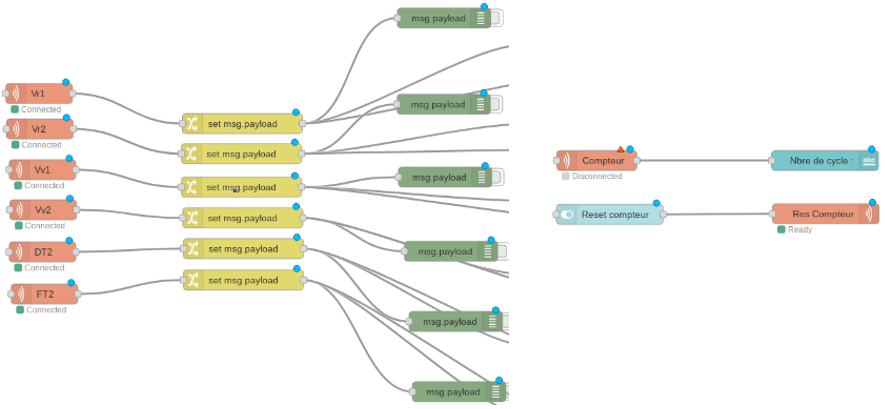 msg.payload
Vr1
Connected
msg.payload
set msg.payload
Vr2
Connected
set msg.payload
Compteur
Disconnected
Nbre de cycle :
abc
Vv1
Connected
set msg.payload
msg.payload
Vv2
Connected
set msg.payload
Reset compteur
Res Compteur
Ready
DT2
Connected
set msg.payload
msg.payload
FT2
Connected
set msg.payload
msg.payload
msg.payload